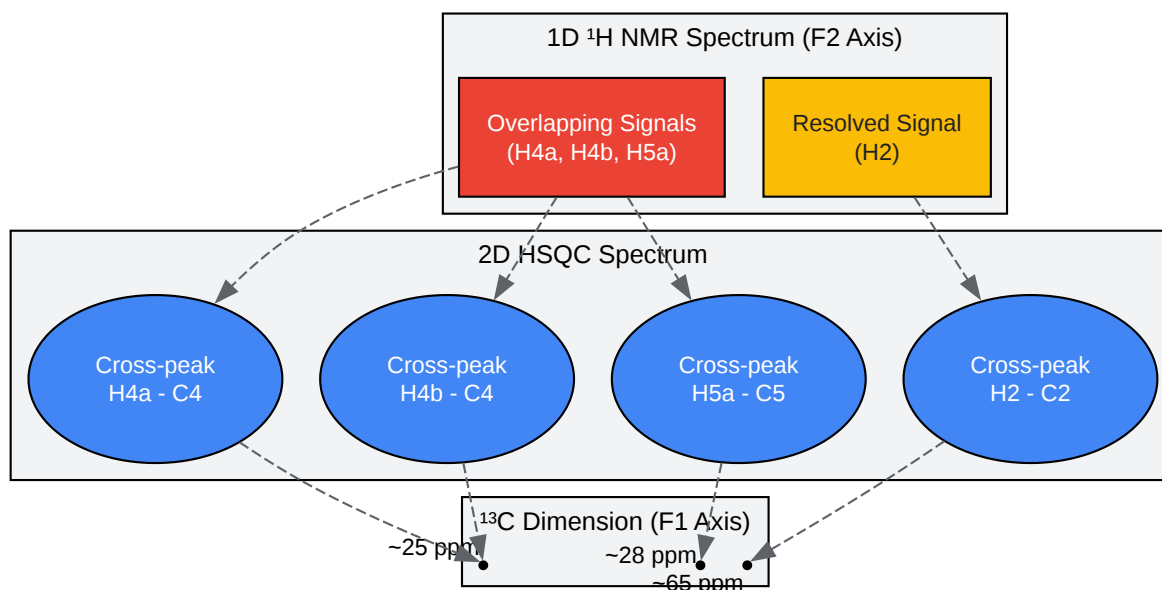 1D ¹H NMR Spectrum (F2 Axis)
Overlapping Signals
(H4a, H4b, H5a)
Resolved Signal
(H2)
2D HSQC Spectrum
Cross-peak
H4a - C4
Cross-peak
H4b - C4
Cross-peak
H5a - C5
Cross-peak
H2 - C2
¹³C Dimension (F1 Axis)
~25 ppm
~28 ppm
~65 ppm